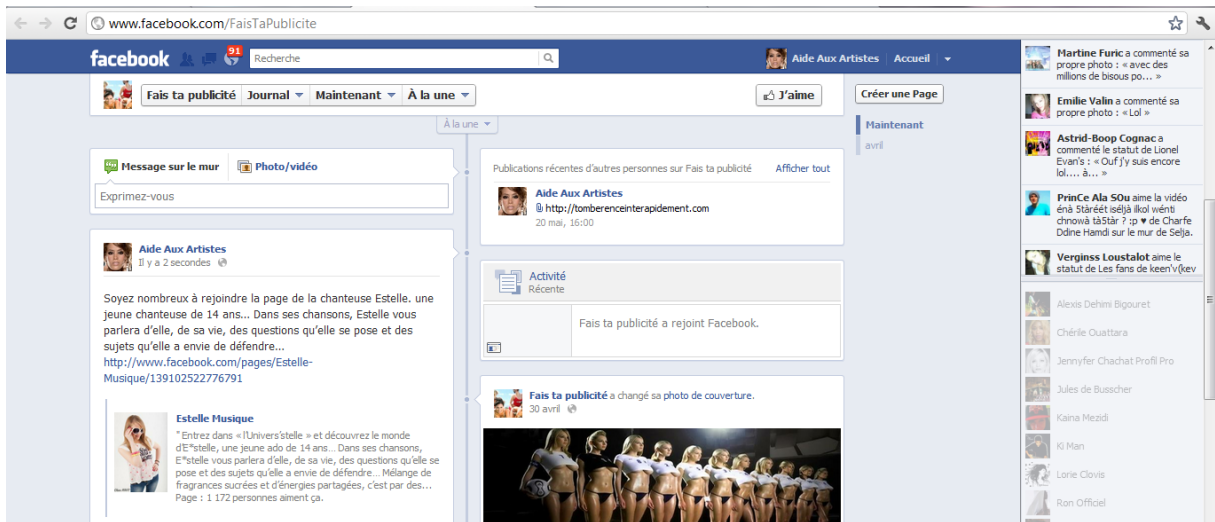 www.facebook.com/FaisTaPublicite
facebook
91
Recherche
Aide Aux Artistes
Accueil
Fais ta publicité
Journal
Maintenant
À la une
J'aime
Créer une Page
À la une
Maintenant
avril
Message sur le mur
Photo/vidéo
Exprimez-vous
Aide Aux Artistes
Il y a 2 secondes
Soyez nombreux à rejoindre la page de la chanteuse Estelle. une
jeune chanteuse de 14 ans... Dans ses chansons, Estelle vous
parlera d'elle, de sa vie, des questions qu'elle se pose et des
sujets qu'elle a envie de défendre...
http://www.facebook.com/pages/Estelle-
Musique/139102522776791
Estelle Musique
"Entrez dans «l'Univers'stelle » et découvrez le monde
d'E*stelle, une jeune ado de 14 ans... Dans ses chansons,
E*stelle vous parlera d'elle, de sa vie, des questions qu'elle se
pose et des sujets qu'elle a envie de défendre... Mélange de
fragrances sucrées et d'énergies partagées, c'est par des...
Page : 1 172 personnes aiment ça.
Publications récentes d'autres personnes sur Fais ta publicité
Afficher tout
Aide Aux Artistes
http://tomberenceinterapidement.com
20 mai, 16:00
Activité
Récente
Fais ta publicité a rejoint Facebook.
Fais ta publicité a changé sa photo de couverture.
30 avril
Martine Furic a commenté sa
propre photo : « avec des
millions de bisous po... »
Emilie Valin a commenté sa
propre photo : « Lol »
Astrid-Boop Cognac a
commenté le statut de Lionel
Evan's : « Ouf j'y suis encore
lol.... à... »
PrinCe Ala SOu aime la vidéo
énà 5tàréét iséljà ilkol wénti
chnowà tà5tàr ? :p ♥ de Charfe
Ddine Hamdi sur le mur de Selja.
Verginss Loustalot aime le
statut de Les fans de keen'v(kev
Alexis Dehimi Bigouret
Chérile Ouattara
Jennyfer Chachat Profil Pro
Jules de Busscher
Kaina Mezidi
Ki Man
Lorie Clovis
Ron Officiel